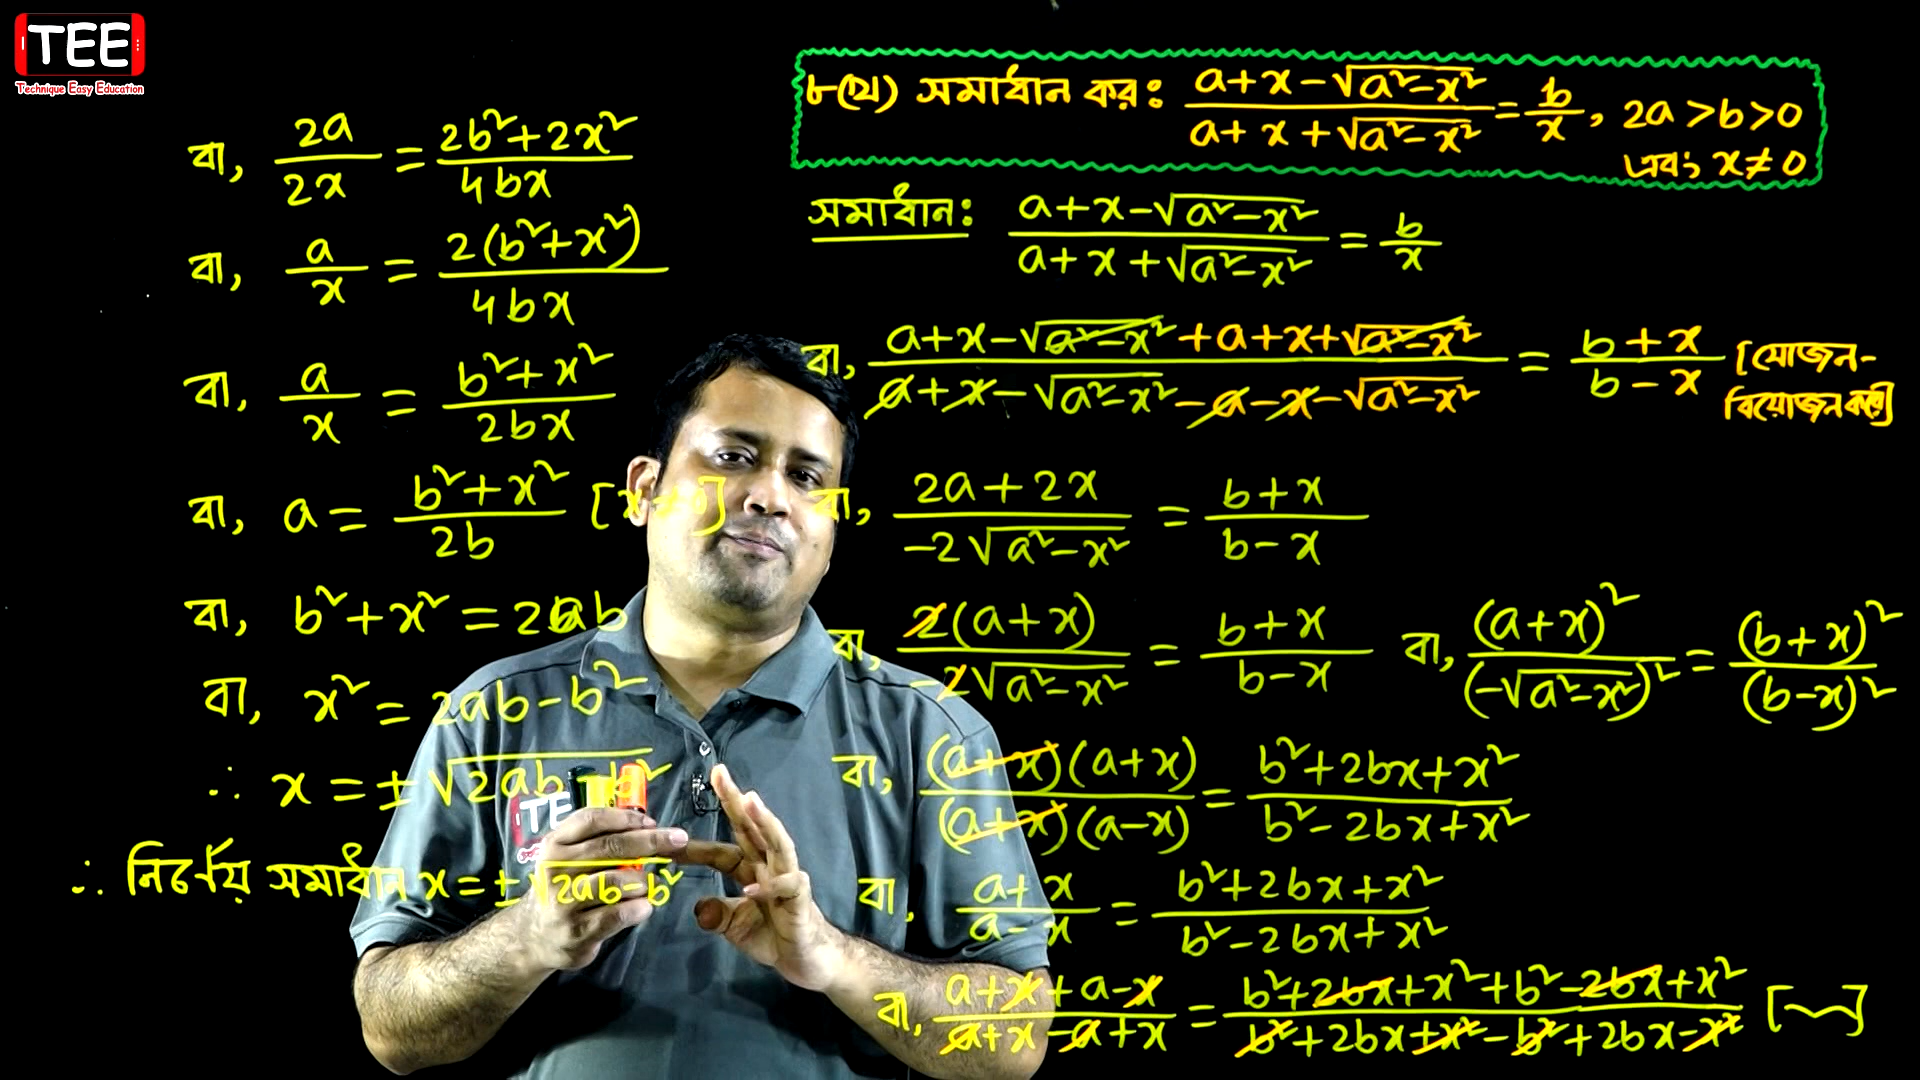 TEE
Technique Easy Education
৮(খ) সমাধান কর: (a+x-√(a²-x²))/(a+x+√(a²-x²)) = b/x, 2a>b>0
এবং x≠0
সমাধান: (a+x-√(a²-x²))/(a+x+√(a²-x²)) = b/x
বা, (a+x-√(a²-x²)+a+x+√(a²-x²))/(a+x-√(a²-x²)-a-x-√(a²-x²)) = (b+x)/(b-x) [যোজন-
বিয়োজন করে]
বা, (2a+2x)/(-2√(a²-x²)) = (b+x)/(b-x)
বা, 2(a+x)/(-2√(a²-x²)) = (b+x)/(b-x)
বা, (a+x)²/(-√(a²-x²))² = (b+x)²/(b-x)²
বা, (a+x)(a+x)/(a+x)(a-x) = (b²+2bx+x²)/(b²-2bx+x²)
বা, (a+x)/(a-x) = (b²+2bx+x²)/(b²-2bx+x²)
বা, (a+x+a-x)/(a+x-a+x) = (b²+2bx+x²+b²-2bx+x²)/(b²+2bx+x²-b²+2bx-x²) [〜]
বা, 2a/2x = (2b²+2x²)/4bx
বা, a/x = 2(b²+x²)/4bx
বা, a/x = (b²+x²)/2bx
বা, a = (b²+x²)/2b [x≠0]
বা, b²+x² = 2ab
বা, x² = 2ab-b²
∴ x = ±√(2ab-b²)
∴ নির্ণেয় সমাধান x = ±√(2ab-b²)